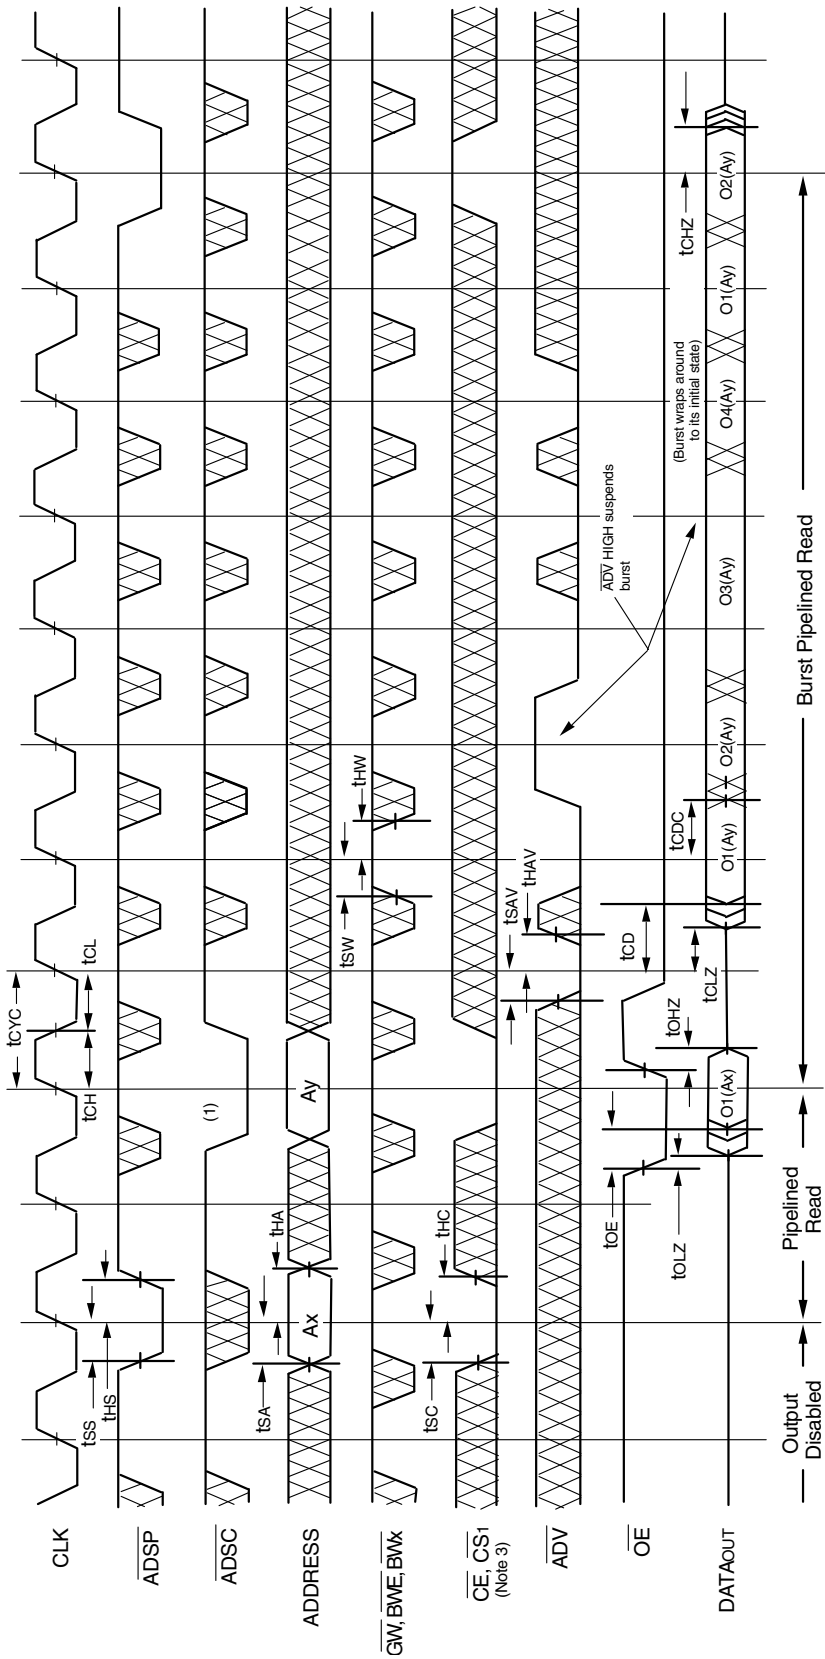 tCYC
tCH
tCL
CLK
tSS
tHS
ADSP
ADSC
(1)
tSA
tHA
ADDRESS
Ax
Ay
tSW
tHW
GW, BWE, BWx
tSC
tHC
CE, CS1
(Note 3)
tSAV
tHAV
ADV
ADV HIGH suspends
burst
OE
tOE
tOHZ
tCD
tOLZ
tCLZ
tCDC
(Burst wraps around
to its initial state)
tCHZ
DATAOUT
O1(Ax)
O1(Ay)
O2(Ay)
O3(Ay)
O4(Ay)
O1(Ay)
O2(Ay)
Output
Disabled
Pipelined
Read
Burst Pipelined Read